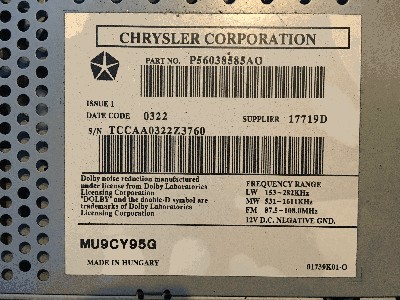 CHRYSLER CORPORATION
PART NO. P56038585AO
ISSUE 1
DATE CODE 0322 SUPPLIER 17719D
S/N TCCAA0322Z3760
Dolby noise reduction manufactured
under license from Dolby Laboratories
Licensing Corporation
"DOLBY" and the double-D symbol are
trademarks of Dolby Laboratories
Licensing Corporation
FREQUENCY RANGE
LW 153-282KHz
MW 531-1611KHz
FM 87.5-108.0MHz
12V D.C. NEGATIVE GND.
MU9CY95G
MADE IN HUNGARY
01739K01-O